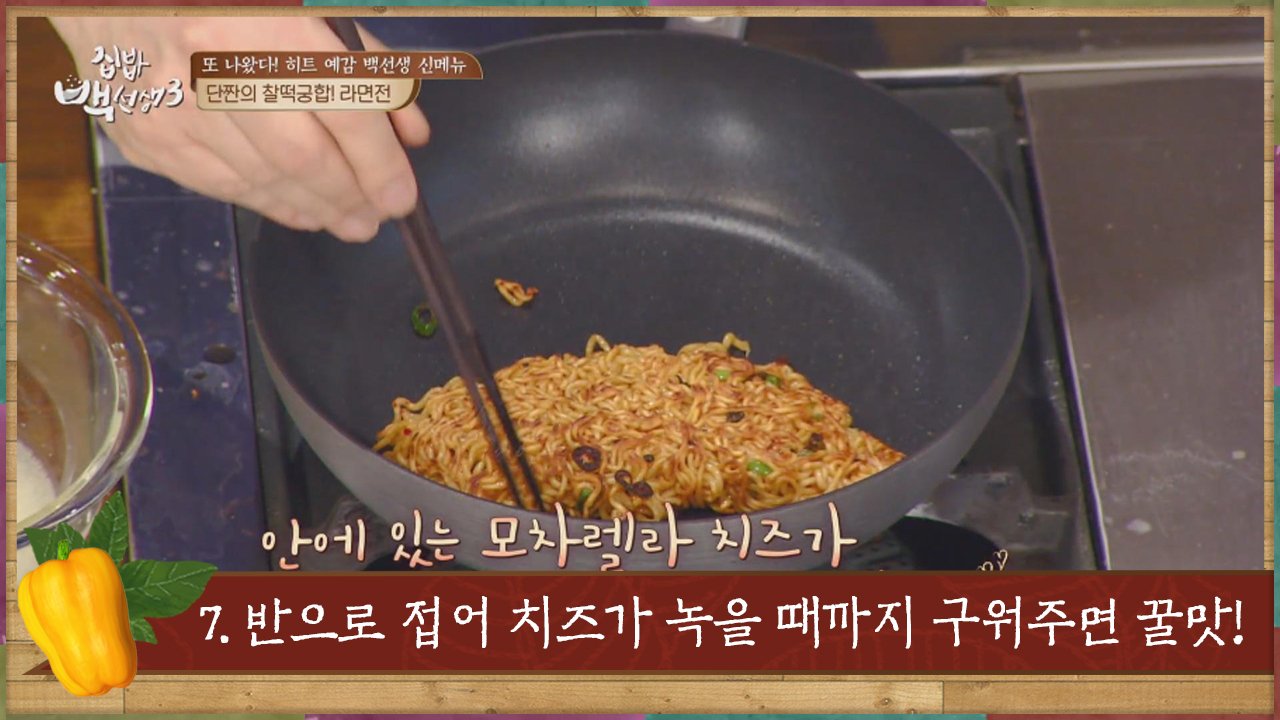 집밥
백선생3
또 나왔다! 히트 예감 백선생 신메뉴
단짠의 찰떡궁합! 라면전
안에 있는 모차렐라 치즈가
7. 반으로 접어 치즈가 녹을 때까지 구워주면 꿀맛!